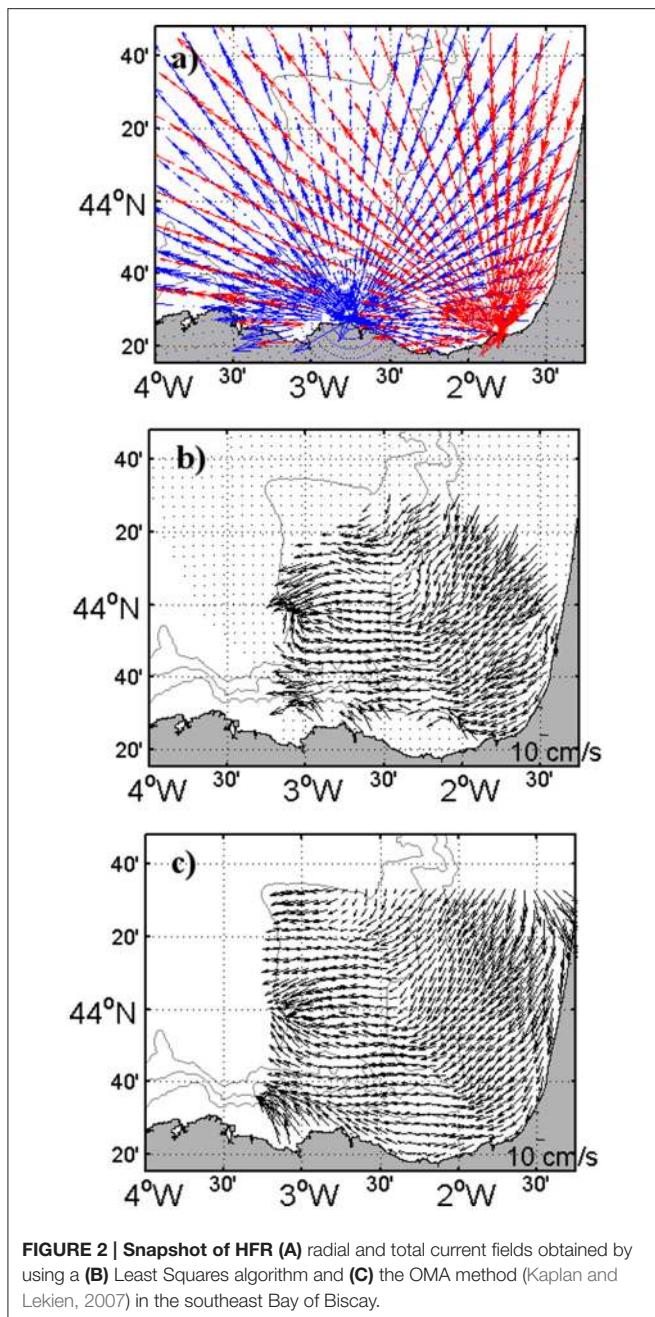 a)
40'
20'
44°N
40'
20'
4°W
30'
3°W
30'
2°W
30'
b)
40'
20'
44°N
40'
20'
10 cm/s
4°W
30'
3°W
30'
2°W
30'
c)
40'
20'
44°N
40'
20'
10 cm/s
4°W
30'
3°W
30'
2°W
30'
FIGURE 2 | Snapshot of HFR (A) radial and total current fields obtained by
using a (B) Least Squares algorithm and (C) the OMA method (Kaplan and
Lekien, 2007) in the southeast Bay of Biscay.